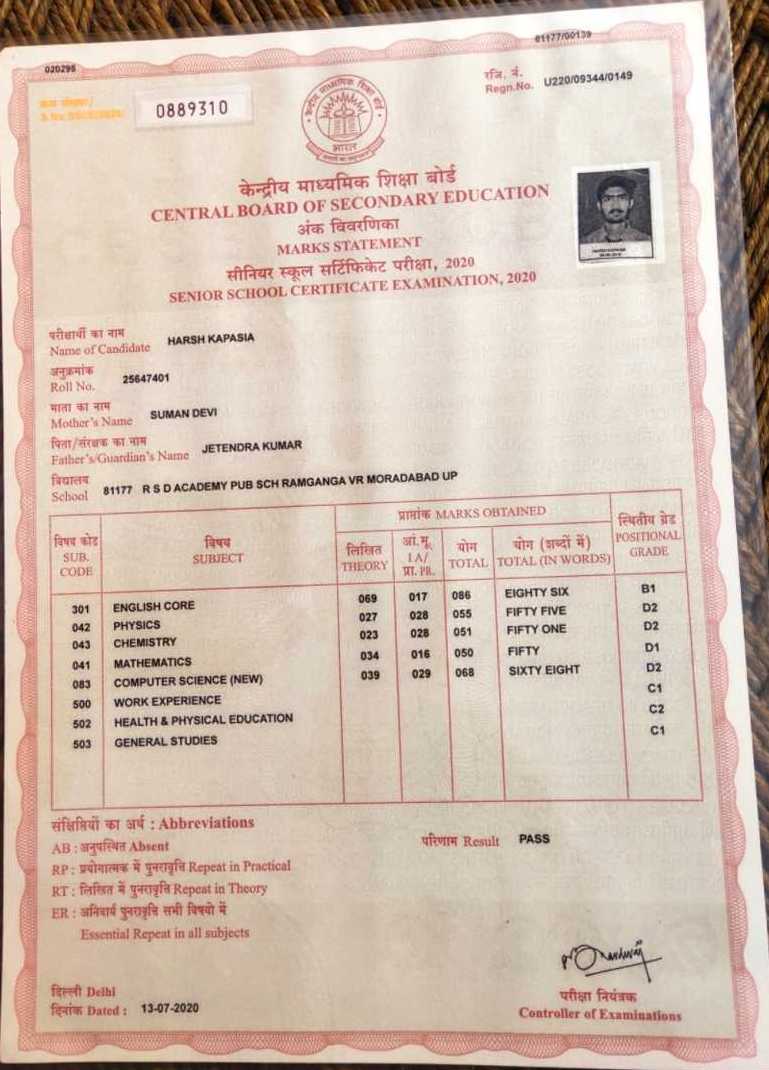 020296
61177/00139
रजि. नं.
Regn.No. U220/09344/0149
0889310
भारत
केन्द्रीय माध्यमिक शिक्षा बोर्ड
CENTRAL BOARD OF SECONDARY EDUCATION
अंक विवरणिका
MARKS STATEMENT
सीनियर स्कूल सर्टिफिकेट परीक्षा, 2020
SENIOR SCHOOL CERTIFICATE EXAMINATION, 2020
परीक्षार्थी का नाम
Name of Candidate HARSH KAPASIA
अनुक्रमांक
Roll No. 25647401
माता का नाम
Mother's Name SUMAN DEVI
पिता/संरक्षक का नाम
Father's/Guardian's Name JETENDRA KUMAR
विद्यालय
School 81177 R S D ACADEMY PUB SCH RAMGANGA VR MORADABAD UP
विषय कोड SUB. CODE
विषय SUBJECT
प्राप्तांक MARKS OBTAINED
लिखित THEORY
आं.मू. IA/ प्रा. PR.
योग TOTAL
योग (शब्दों में) TOTAL (IN WORDS)
स्थितीय ग्रेड POSITIONAL GRADE
301 ENGLISH CORE 069 017 086 EIGHTY SIX B1
042 PHYSICS 027 028 055 FIFTY FIVE D2
043 CHEMISTRY 023 028 051 FIFTY ONE D2
041 MATHEMATICS 034 016 050 FIFTY D1
083 COMPUTER SCIENCE (NEW) 039 029 068 SIXTY EIGHT D2
500 WORK EXPERIENCE C1
502 HEALTH & PHYSICAL EDUCATION C2
503 GENERAL STUDIES C1
संक्षिप्तियों का अर्थ : Abbreviations
AB : अनुपस्थित Absent
परिणाम Result PASS
RP : प्रयोगात्मक में पुनरावृत्ति Repeat in Practical
RT : लिखित में पुनरावृत्ति Repeat in Theory
ER : अनिवार्य पुनरावृत्ति सभी विषयो में
Essential Repeat in all subjects
दिल्ली Delhi
दिनांक Dated : 13-07-2020
परीक्षा नियंत्रक
Controller of Examinations